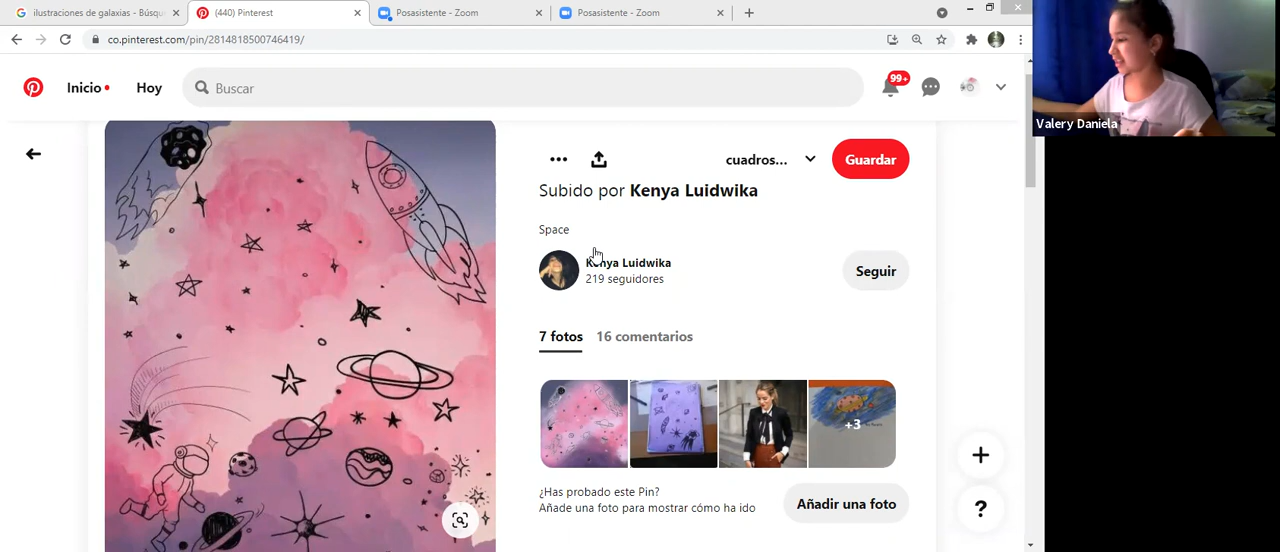 ilustraciones de galaxias - Búsqu
(440) Pinterest
Posasistente - Zoom
Posasistente - Zoom
co.pinterest.com/pin/2814818500746419/
Inicio
Hoy
Buscar
99+
Valery Daniela
cuadros...
Guardar
Subido por Kenya Luidwika
Space
Kenya Luidwika
219 seguidores
Seguir
7 fotos
16 comentarios
+3
¿Has probado este Pin?
Añade una foto para mostrar cómo ha ido
Añadir una foto
+
?